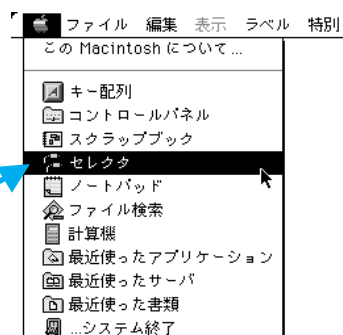 ファイル 編集 表示 ラベル 特別
この Macintosh について...
キー配列
コントロールパネル
スクラップブック
セレクタ
ノートパッド
ファイル検索
計算機
最近使ったアプリケーション
最近使ったサーバ
最近使った書類
...システム終了